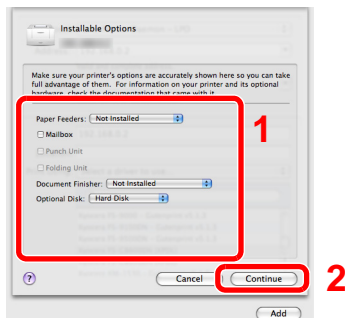 Installable Options
Make sure your printer's options are accurately shown here so you can take
full advantage of them. For information on your printer and its optional
hardware, check the documentation that came with it.
Paper Feeders: Not Installed
Mailbox
Punch Unit
Folding Unit
Document Finisher: Not Installed
Optional Disk: Hard Disk
1
? Cancel Continue
2
Add